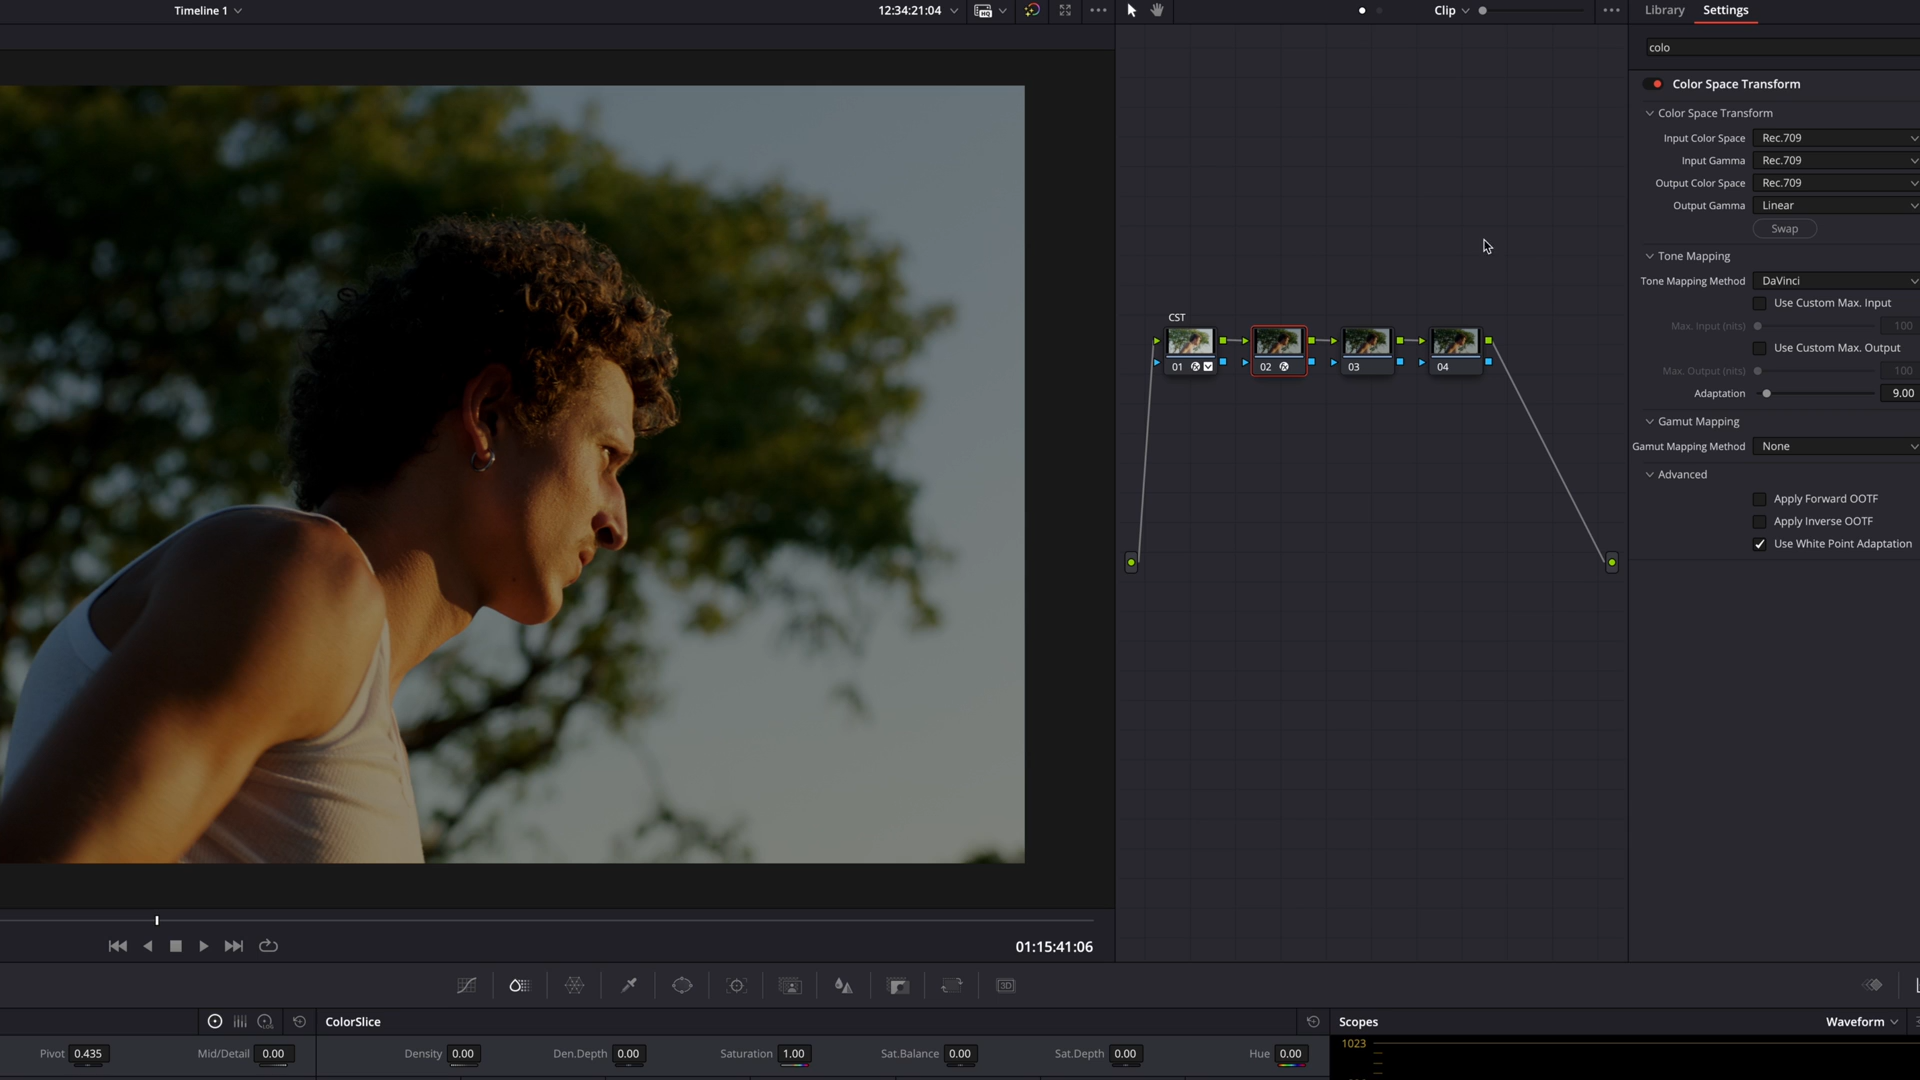 Timeline 1
12:34:21:04
HQ
Clip
Library
Settings
colo
Color Space Transform
Color Space Transform
Input Color Space
Rec.709
Input Gamma
Rec.709
Output Color Space
Rec.709
Output Gamma
Linear
Swap
Tone Mapping
Tone Mapping Method
DaVinci
Use Custom Max. Input
Max. Input (nits)
100
Use Custom Max. Output
Max. Output (nits)
100
Adaptation
9.00
Gamut Mapping
Gamut Mapping Method
None
Advanced
Apply Forward OOTF
Apply Inverse OOTF
Use White Point Adaptation
CST
01
02
03
04
01:15:41:06
3D
LOG
ColorSlice
Scopes
Waveform
Pivot 0.435
Mid/Detail 0.00
Density 0.00
Den.Depth 0.00
Saturation 1.00
Sat.Balance 0.00
Sat.Depth 0.00
Hue 0.00
1023